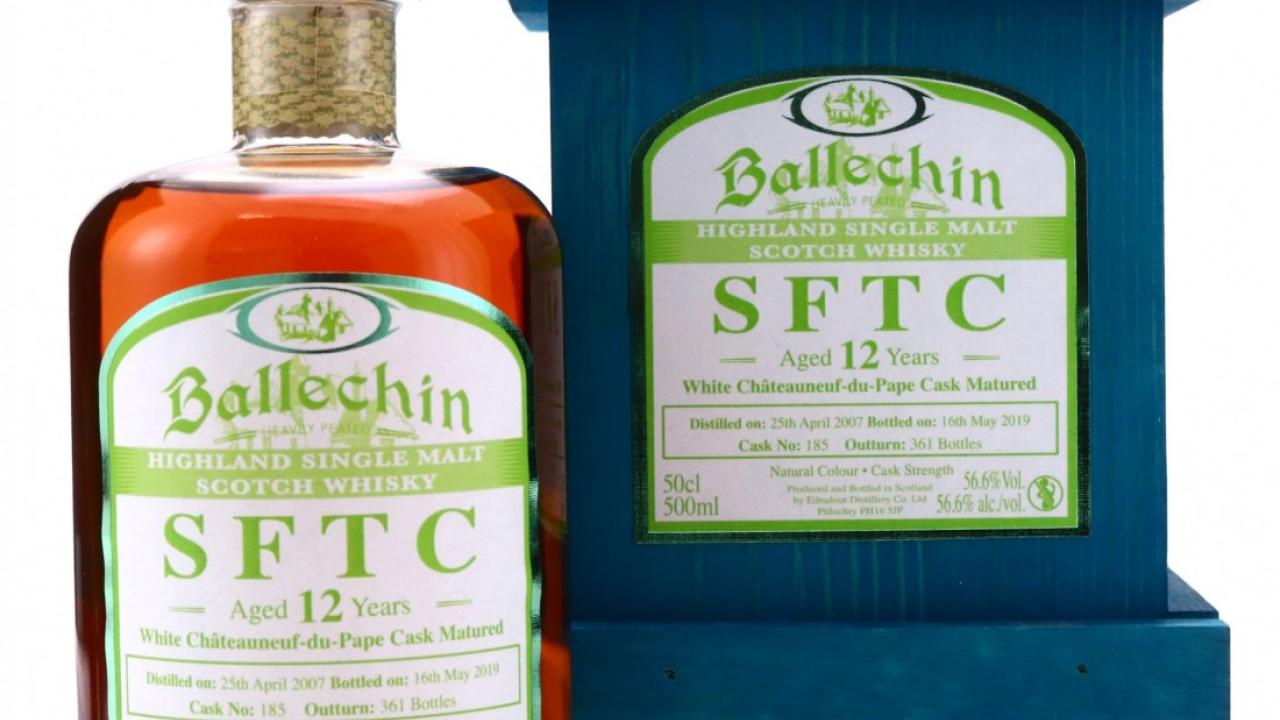 Ballechin
HEAVILY PEATED
HIGHLAND SINGLE MALT
SCOTCH WHISKY
SFTC
Aged 12 Years
White Châteauneuf-du-Pape Cask Matured
Distilled on: 25th April 2007 Bottled on: 16th May 2019
Cask No: 185 Outturn: 361 Bottles
Ballechin
HEAVILY PEATED
HIGHLAND SINGLE MALT
SCOTCH WHISKY
SFTC
Aged 12 Years
White Châteauneuf-du-Pape Cask Matured
Distilled on: 25th April 2007 Bottled on: 16th May 2019
Cask No: 185 Outturn: 361 Bottles
Natural Colour • Cask Strength
50cl
500ml
Produced and Bottled in Scotland
by Edradour Distillery Co. Ltd
Pitlochry PH16 5JP
56.6%Vol.
56.6% alc./vol.